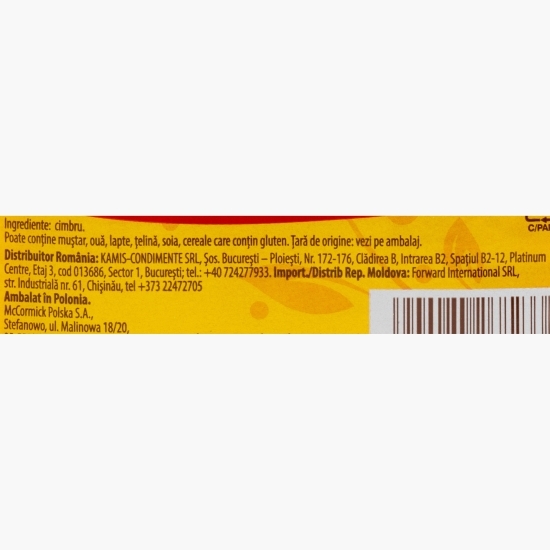 Ingrediente: cimbru.
Poate conține muștar, ouă, lapte, țelină, soia, cereale care conțin gluten. Țară de origine: vezi pe ambalaj.
Distribuitor România: KAMIS-CONDIMENTE SRL, Șos. București – Ploiești, Nr. 172-176, Clădirea B, Intrarea B2, Spațiul B2-12, Platinum
Centre, Etaj 3, cod 013686, Sector 1, București; tel.: +40 724277933. Import./Distrib Rep. Moldova: Forward International SRL,
str. Industrială nr. 61, Chișinău, tel +373 22472705
Ambalat în Polonia.
McCormick Polska S.A.,
Stefanowo, ul. Malinowa 18/20,
C/PA